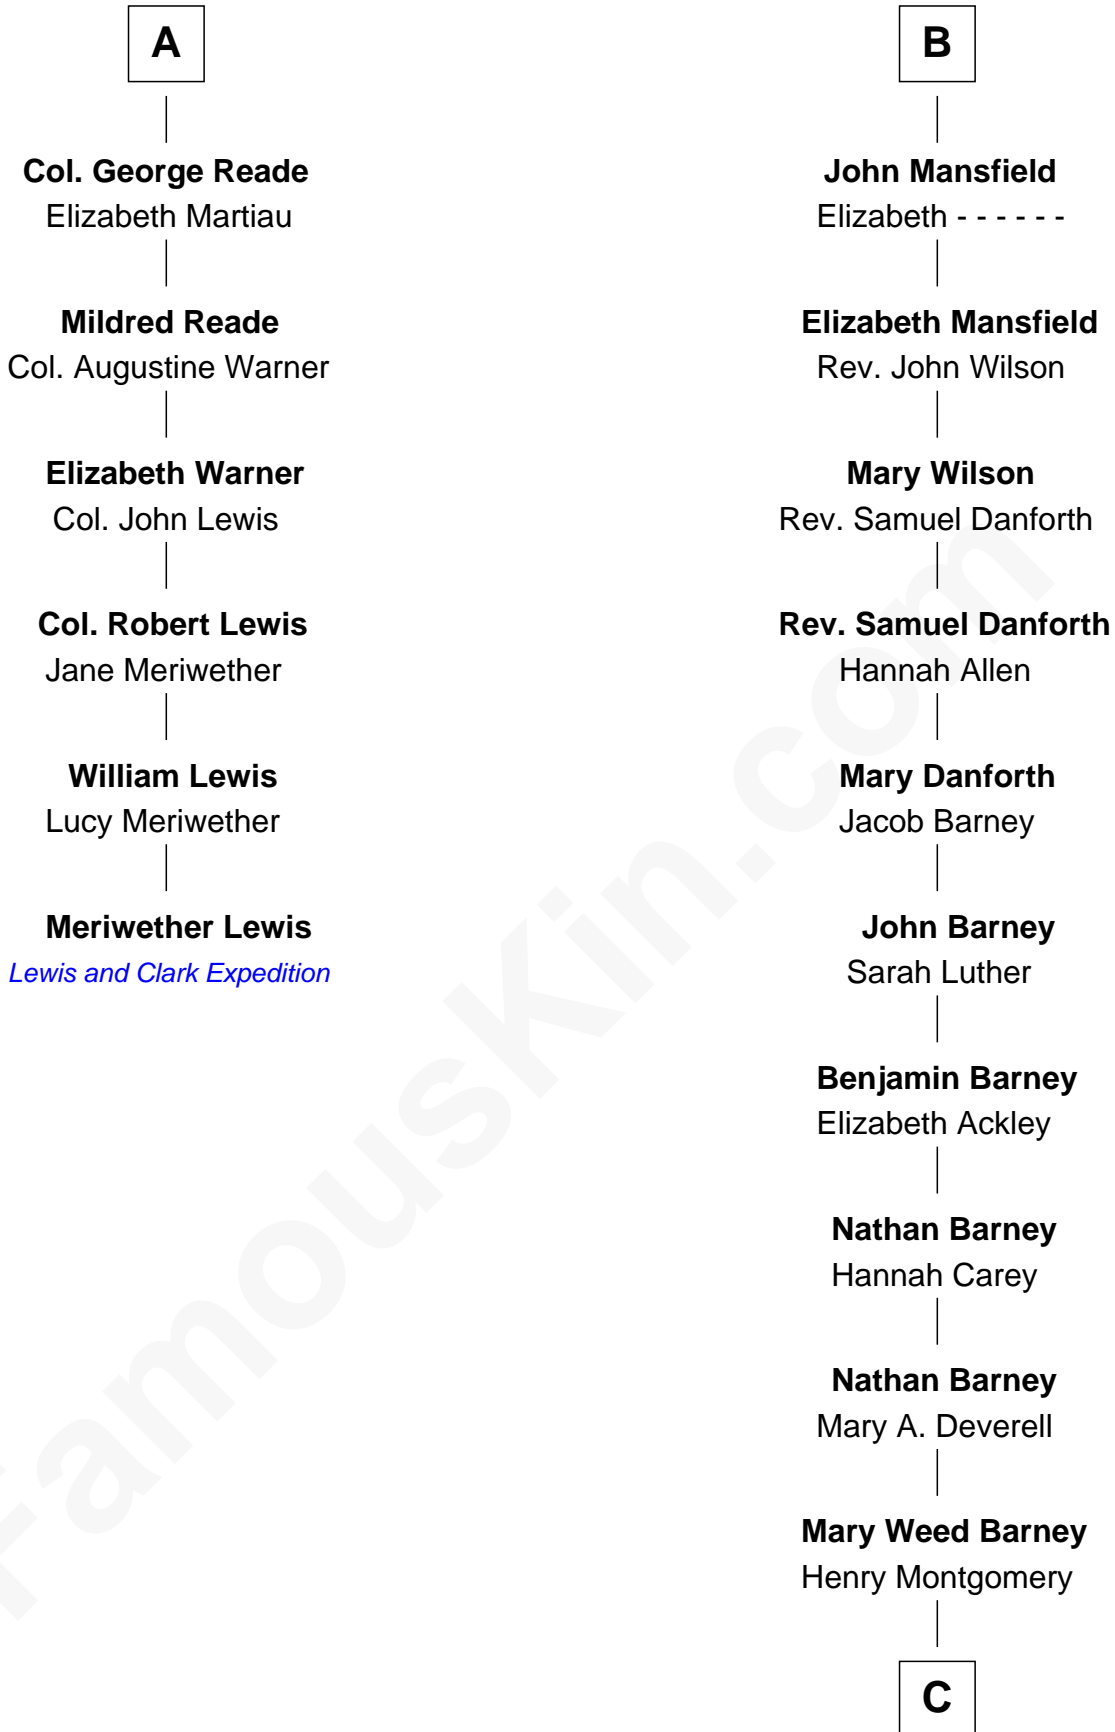 A
Col. George Reade
Elizabeth Martiau
Mildred Reade
Col. Augustine Warner
Elizabeth Warner
Col. John Lewis
Col. Robert Lewis
Jane Meriwether
William Lewis
Lucy Meriwether
Meriwether Lewis
Lewis and Clark Expedition
B
John Mansfield
Elizabeth - - - - - -
Elizabeth Mansfield
Rev. John Wilson
Mary Wilson
Rev. Samuel Danforth
Rev. Samuel Danforth
Hannah Allen
Mary Danforth
Jacob Barney
John Barney
Sarah Luther
Benjamin Barney
Elizabeth Ackley
Nathan Barney
Hannah Carey
Nathan Barney
Mary A. Deverell
Mary Weed Barney
Henry Montgomery
C
FamousKin.com